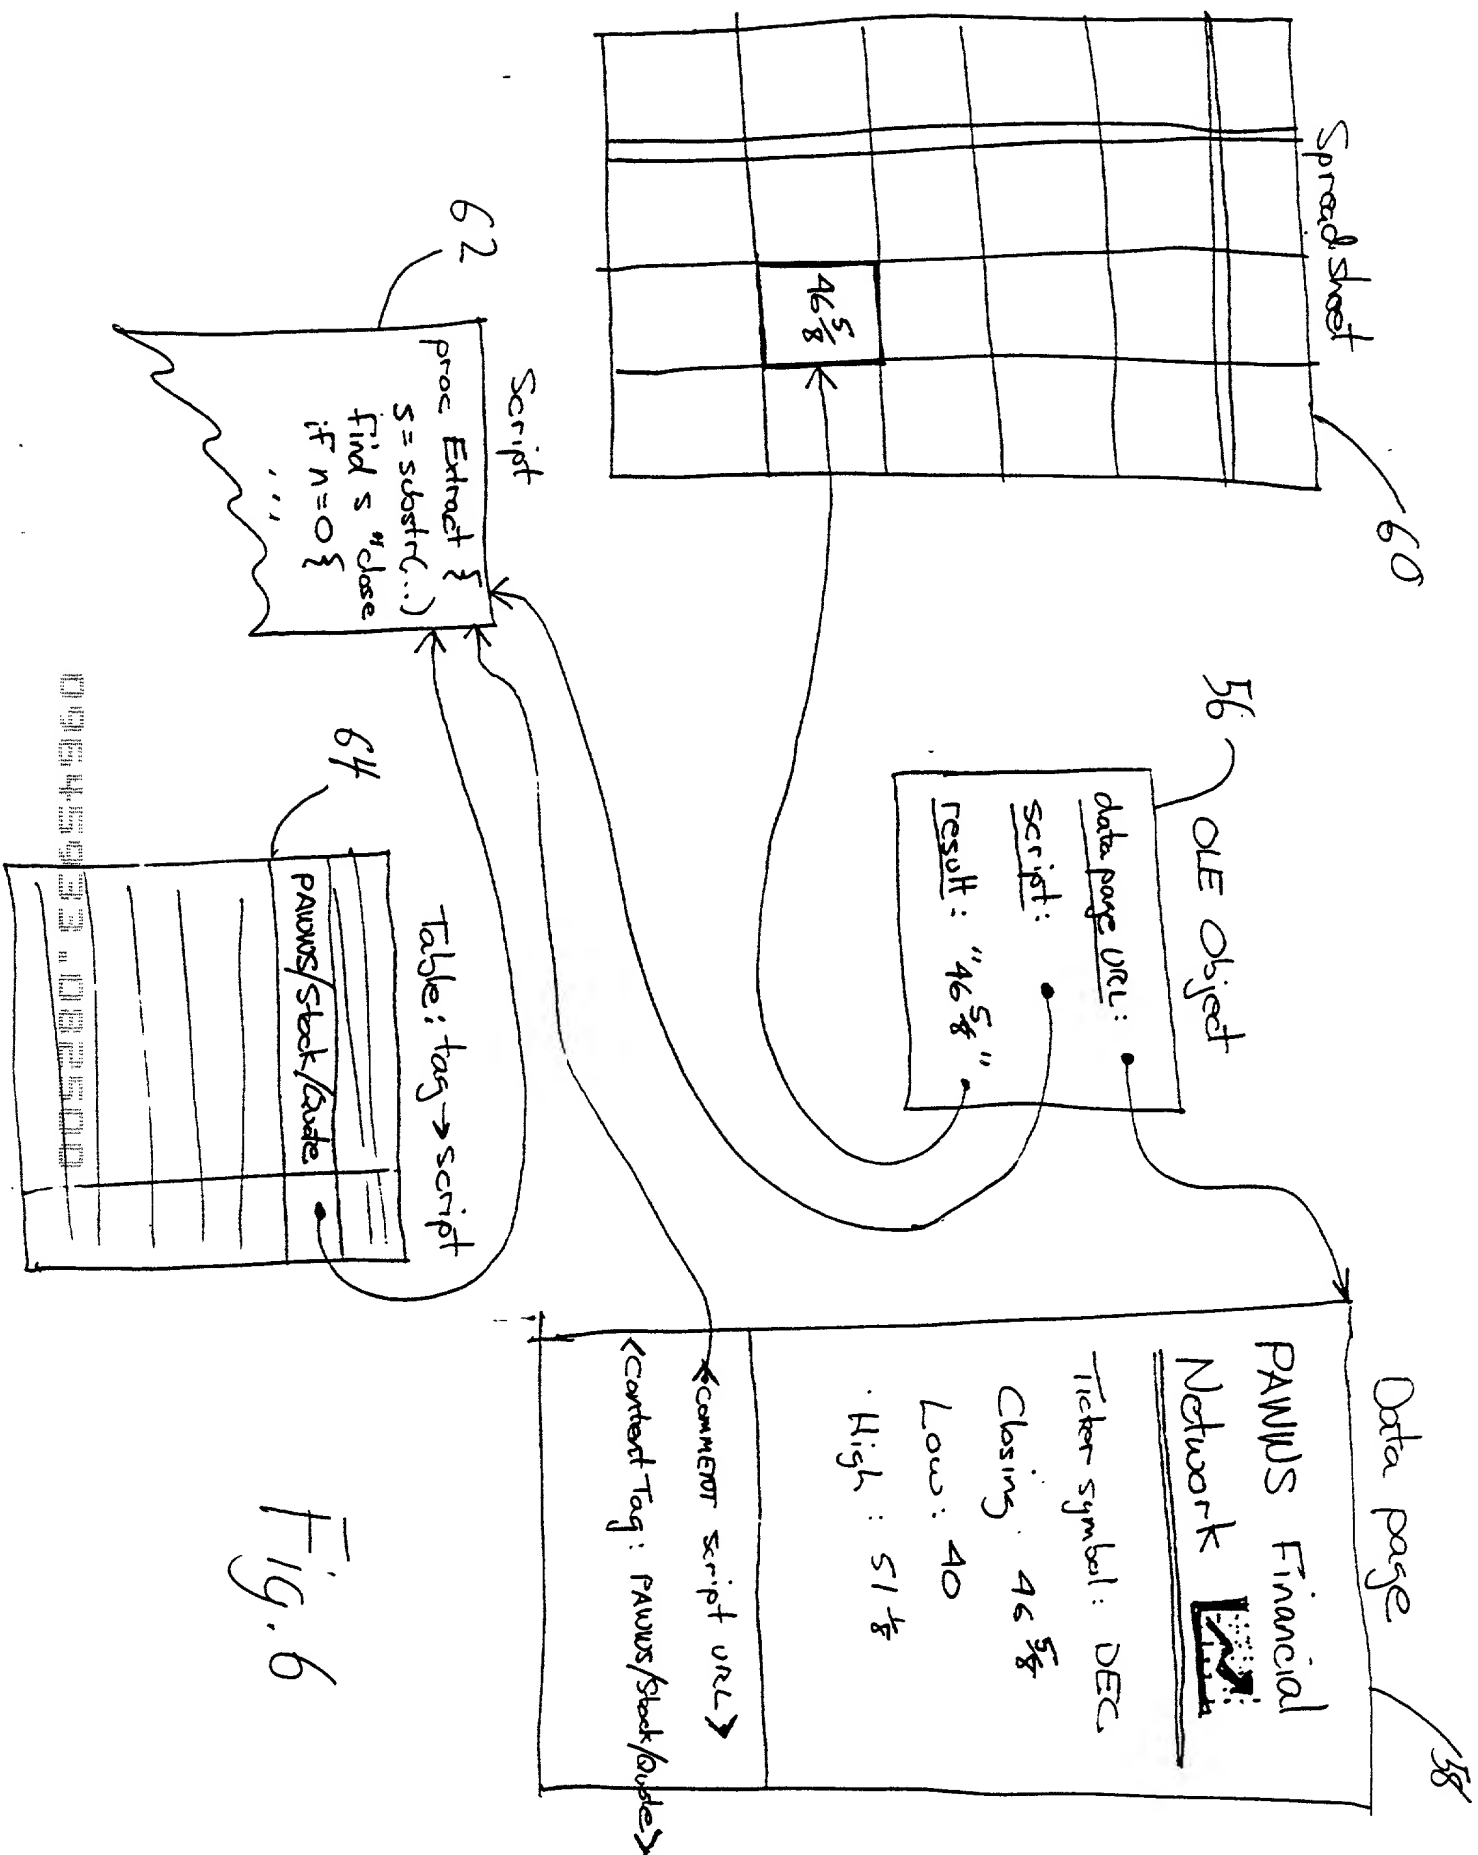 Spreadsheet
60
46 5/8
56
OLE Object
data page URL:
script:
result: "46 5/8"
Data page
58
PAWWS Financial
Network
Ticker symbol: DEC
Closing: 46 5/8
Low: 40
High: 51 1/8
<COMMENT script URL>
<Content Tag: PAWWS/Stock/Quote>
62
Script
proc Extract {
s=substr(...)
find s "close
if n=0 {
...
64
Table: tag→script
PAWWS/Stock/Quote
Fig. 6